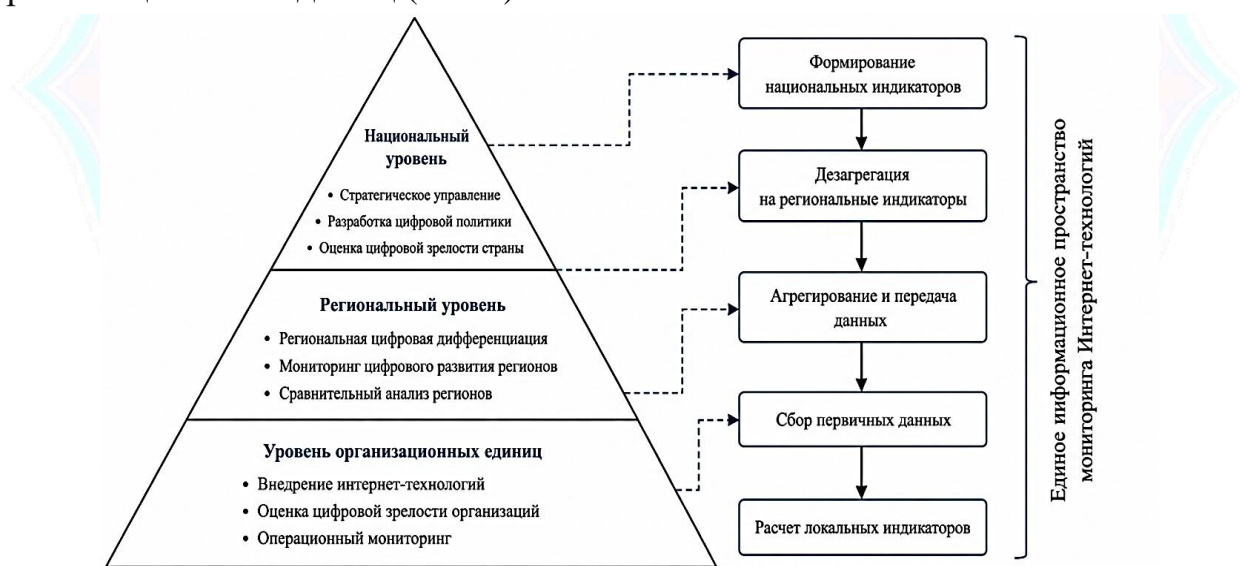 Национальный
уровень
• Стратегическое управление
• Разработка цифровой политики
• Оценка цифровой зрелости страны
Региональный уровень
• Региональная цифровая дифференциация
• Мониторинг цифрового развития регионов
• Сравнительный анализ регионов
Уровень организационных единиц
• Внедрение интернет-технологий
• Оценка цифровой зрелости организаций
• Операционный мониторинг
Формирование
национальных индикаторов
Дезагрегация
на региональные индикаторы
Агрегирование и передача
данных
Сбор первичных данных
Расчет локальных индикаторов
Единое ииформационное пространство
мониторинга Интернет-технологий